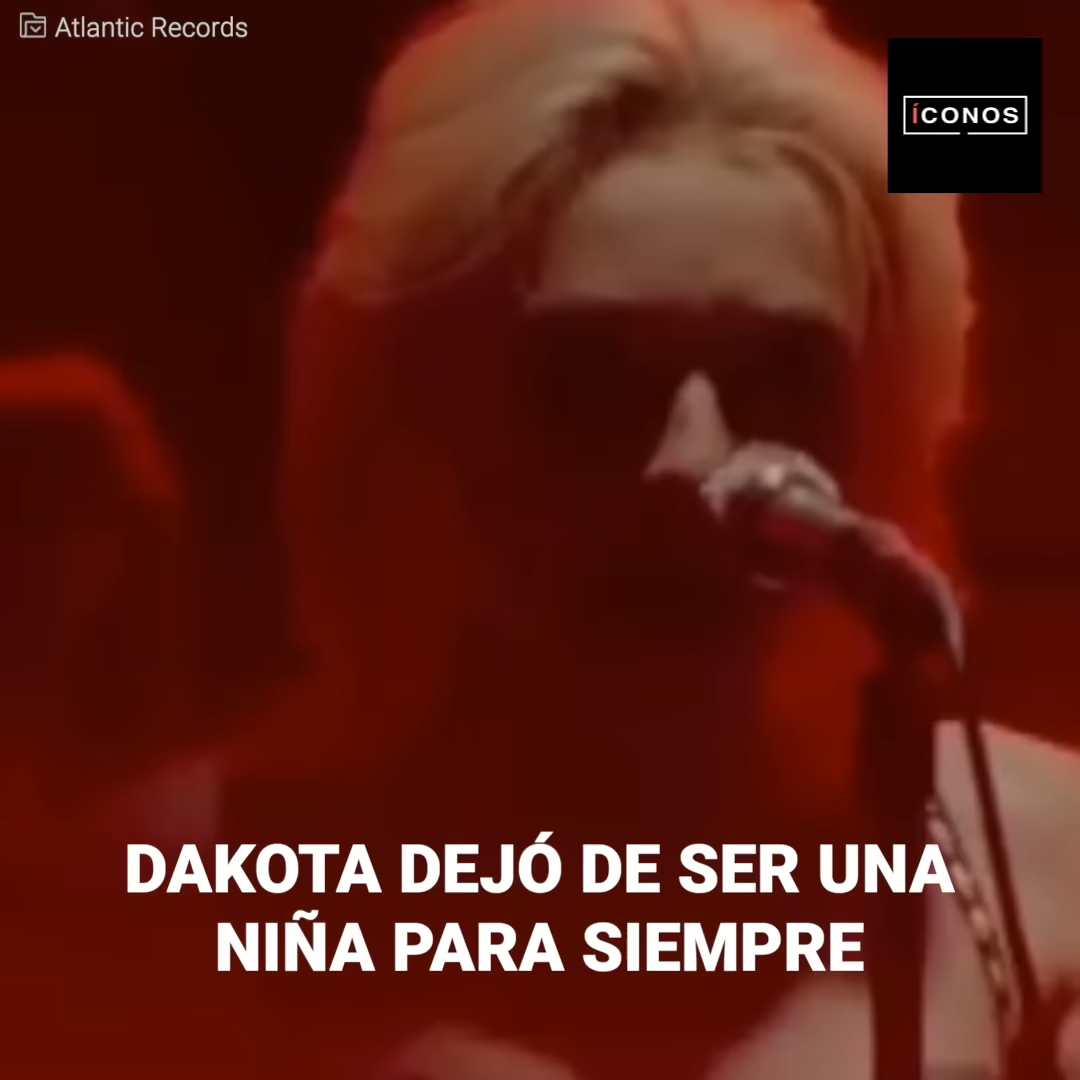 Atlantic Records
ÍCONOS
DAKOTA DEJÓ DE SER UNA
NIÑA PARA SIEMPRE